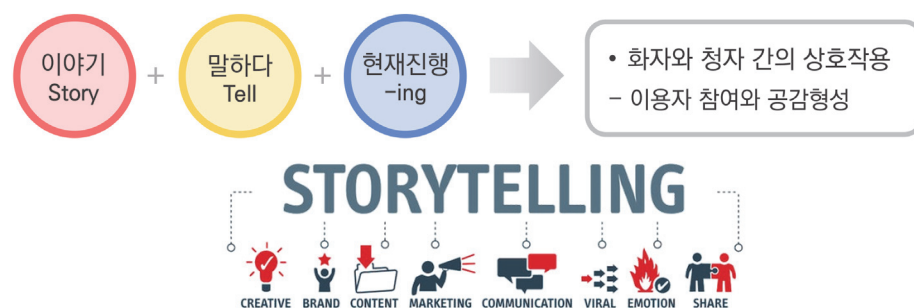 이야기
Story
+
말하다
Tell
+
현재진행
-ing
• 화자와 청자 간의 상호작용
– 이용자 참여와 공감형성
STORYTELLING
CREATIVE BRAND CONTENT MARKETING COMMUNICATION VIRAL EMOTION SHARE